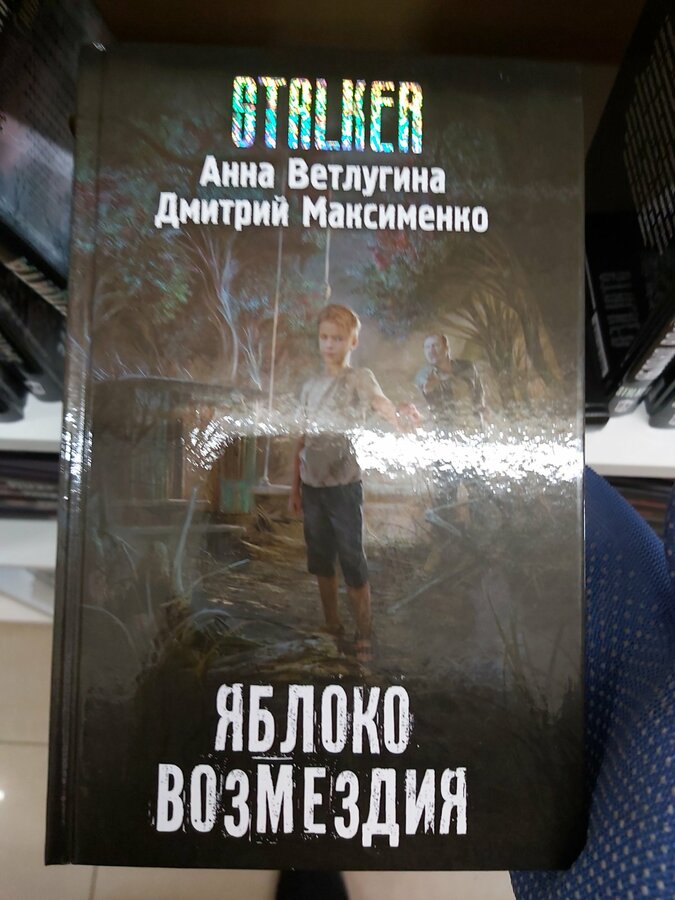 STALKER
Анна Ветлугина
Дмитрий Максименко
ЯБЛОКО
ВОЗМЕЗДИЯ